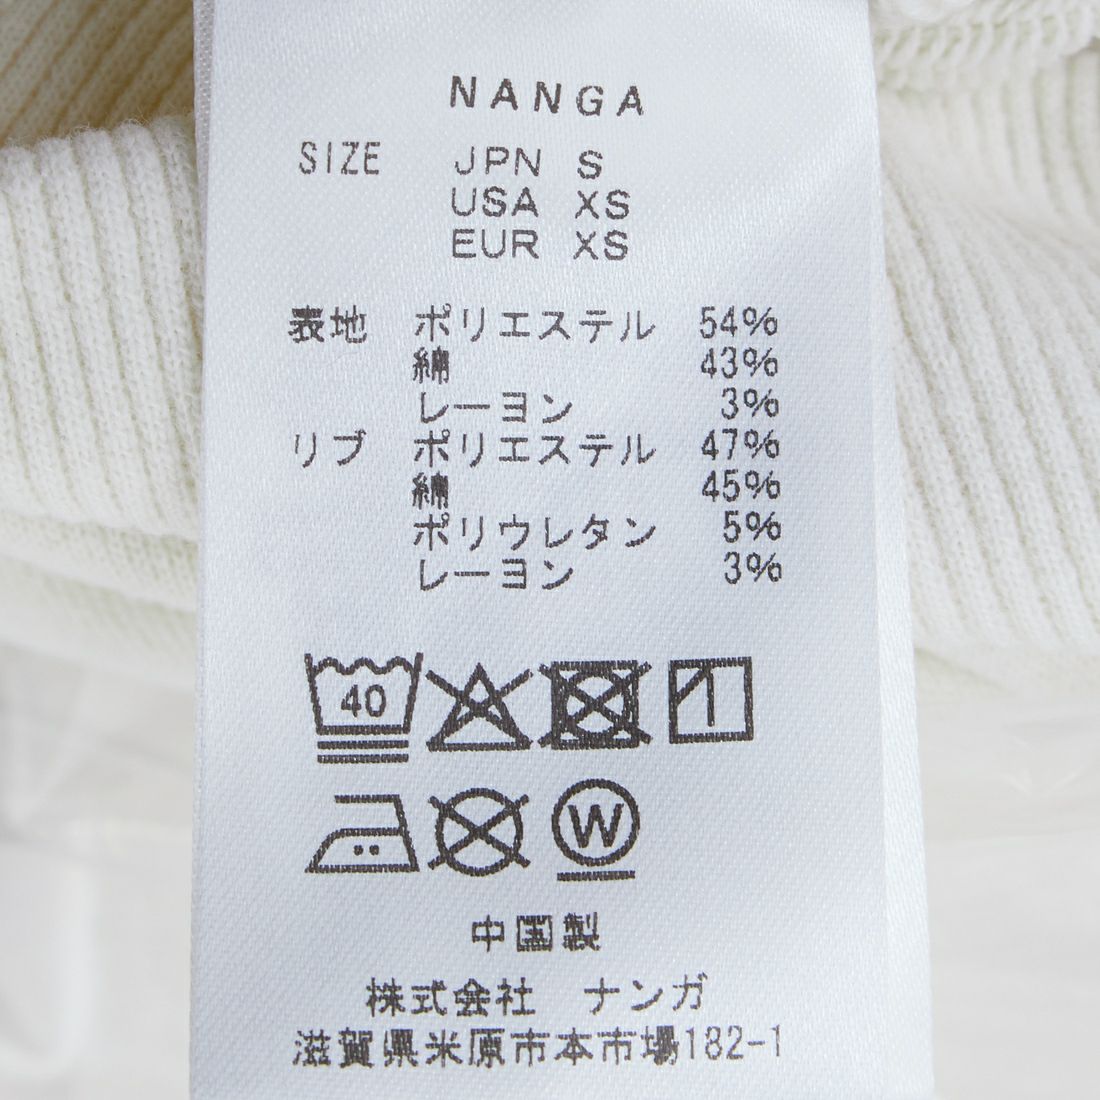 NANGA
SIZE JPN S
USA XS
EUR XS
表地 ポリエステル 54%
綿 43%
レーヨン 3%
リブ ポリエステル 47%
綿 45%
ポリウレタン 5%
レーヨン 3%
40
W
中国製
株式会社 ナンガ
滋賀県米原市本市場182-1